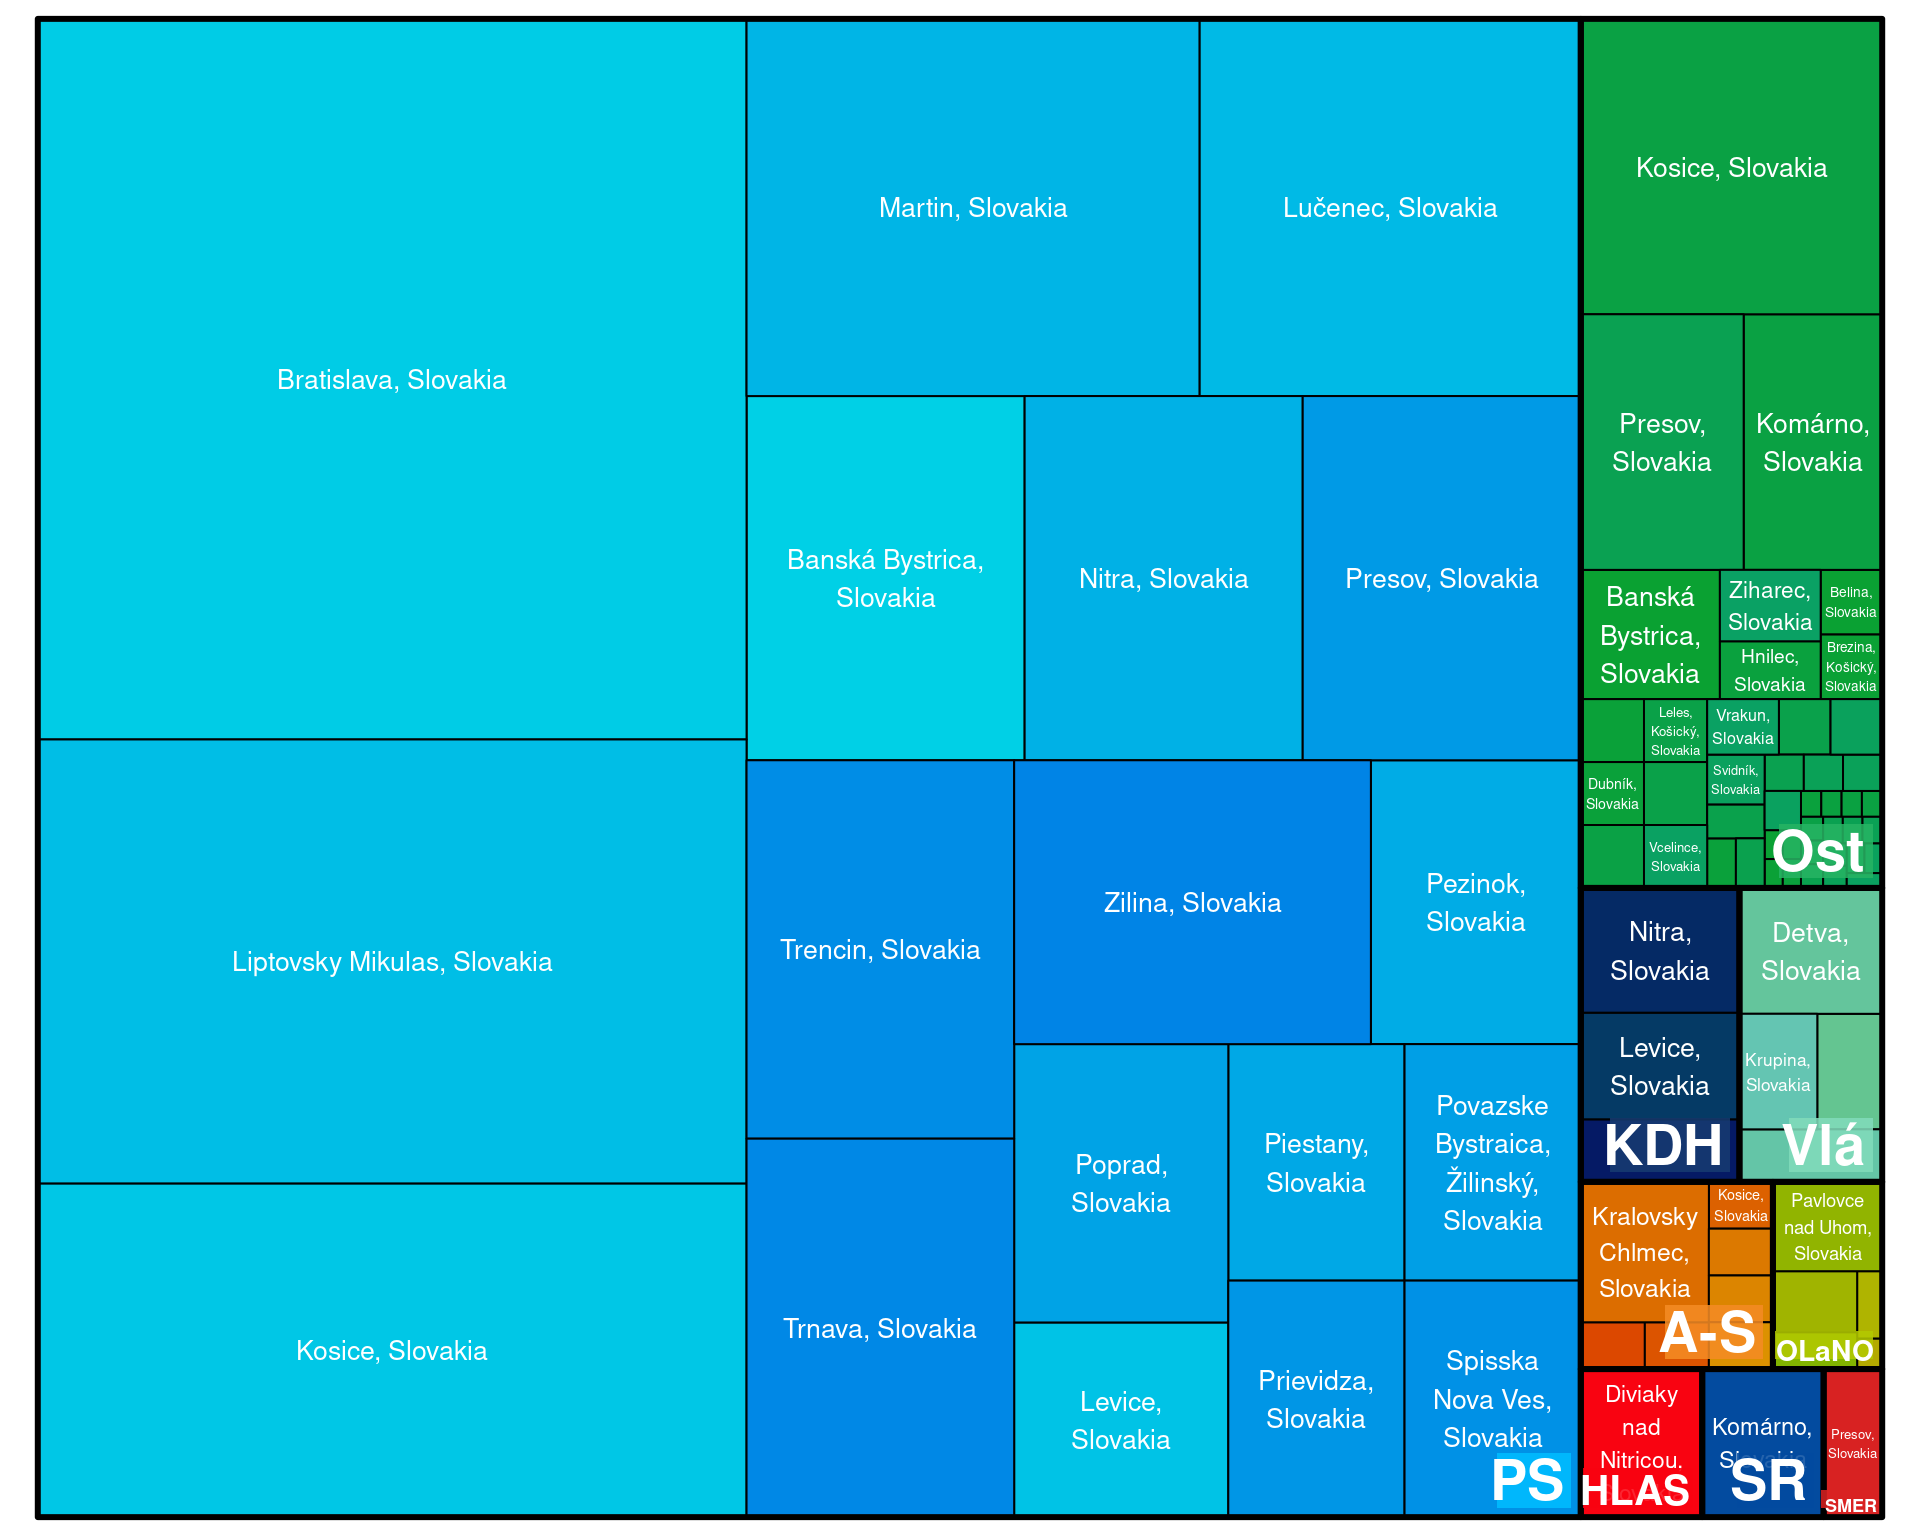 Bratislava, Slovakia
Liptovsky Mikulas, Slovakia
Kosice, Slovakia
Martin, Slovakia
Lučenec, Slovakia
Banská Bystrica,
Slovakia
Nitra, Slovakia
Presov, Slovakia
Trencin, Slovakia
Trnava, Slovakia
Zilina, Slovakia
Pezinok,
Slovakia
Poprad,
Slovakia
Levice,
Slovakia
Piestany,
Slovakia
Povazske
Bystraica,
Žilinský,
Slovakia
Prievidza,
Slovakia
Spisska
Nova Ves,
Slovakia
PS
Kosice, Slovakia
Presov,
Slovakia
Komárno,
Slovakia
Banská
Bystrica,
Slovakia
Ziharec,
Slovakia
Hnilec,
Slovakia
Belina,
Slovakia
Brezina,
Košický,
Slovakia
Leles,
Košický,
Slovakia
Dubník,
Slovakia
Vcelince,
Slovakia
Vrakun,
Slovakia
Svidník,
Slovakia
Ost
Nitra,
Slovakia
Levice,
Slovakia
KDH
Detva,
Slovakia
Krupina,
Slovakia
Vlá
Kralovsky
Chlmec,
Slovakia
Kosice,
Slovakia
A-S
Pavlovce
nad Uhom,
Slovakia
OLaNO
Diviaky
nad
Nitricou.
HLAS
Komárno,
Slovakia
SR
Presov,
Slovakia
SMER